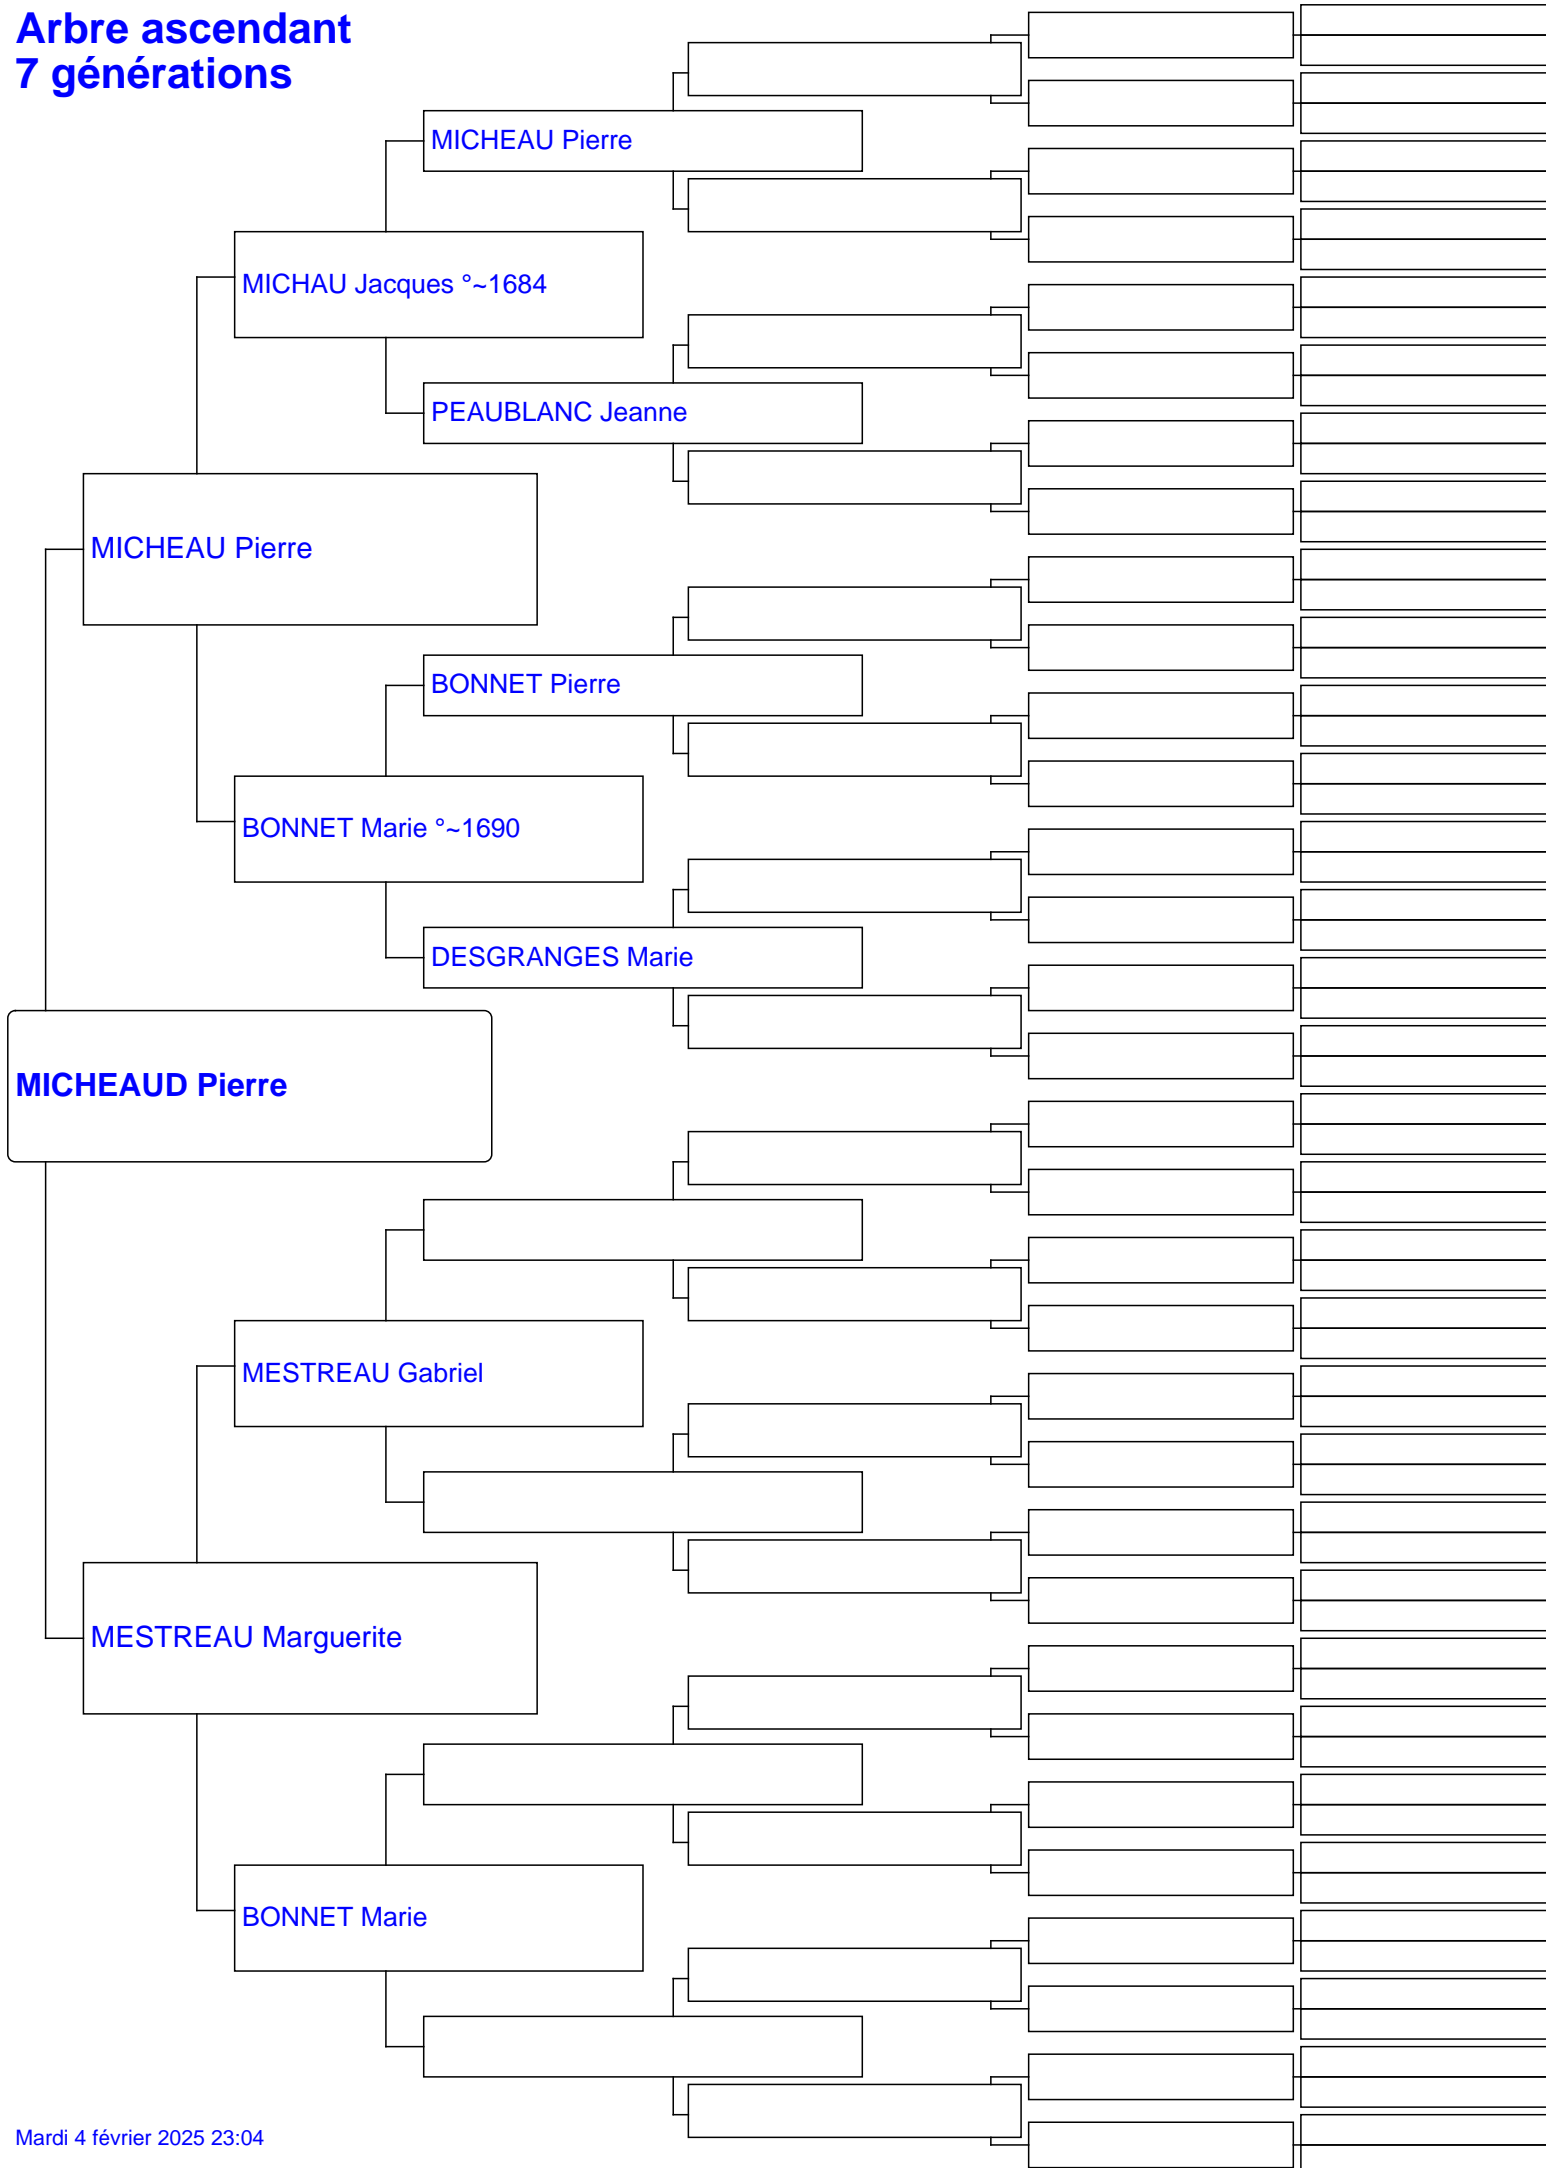 Arbre ascendant
7 générations
MICHEAU Pierre
MICHAU Jacques °~1684
PEAUBLANC Jeanne
MICHEAU Pierre
BONNET Pierre
BONNET Marie °~1690
DESGRANGES Marie
MICHEAUD Pierre
MESTREAU Gabriel
MESTREAU Marguerite
BONNET Marie
Mardi 4 février 2025 23:04